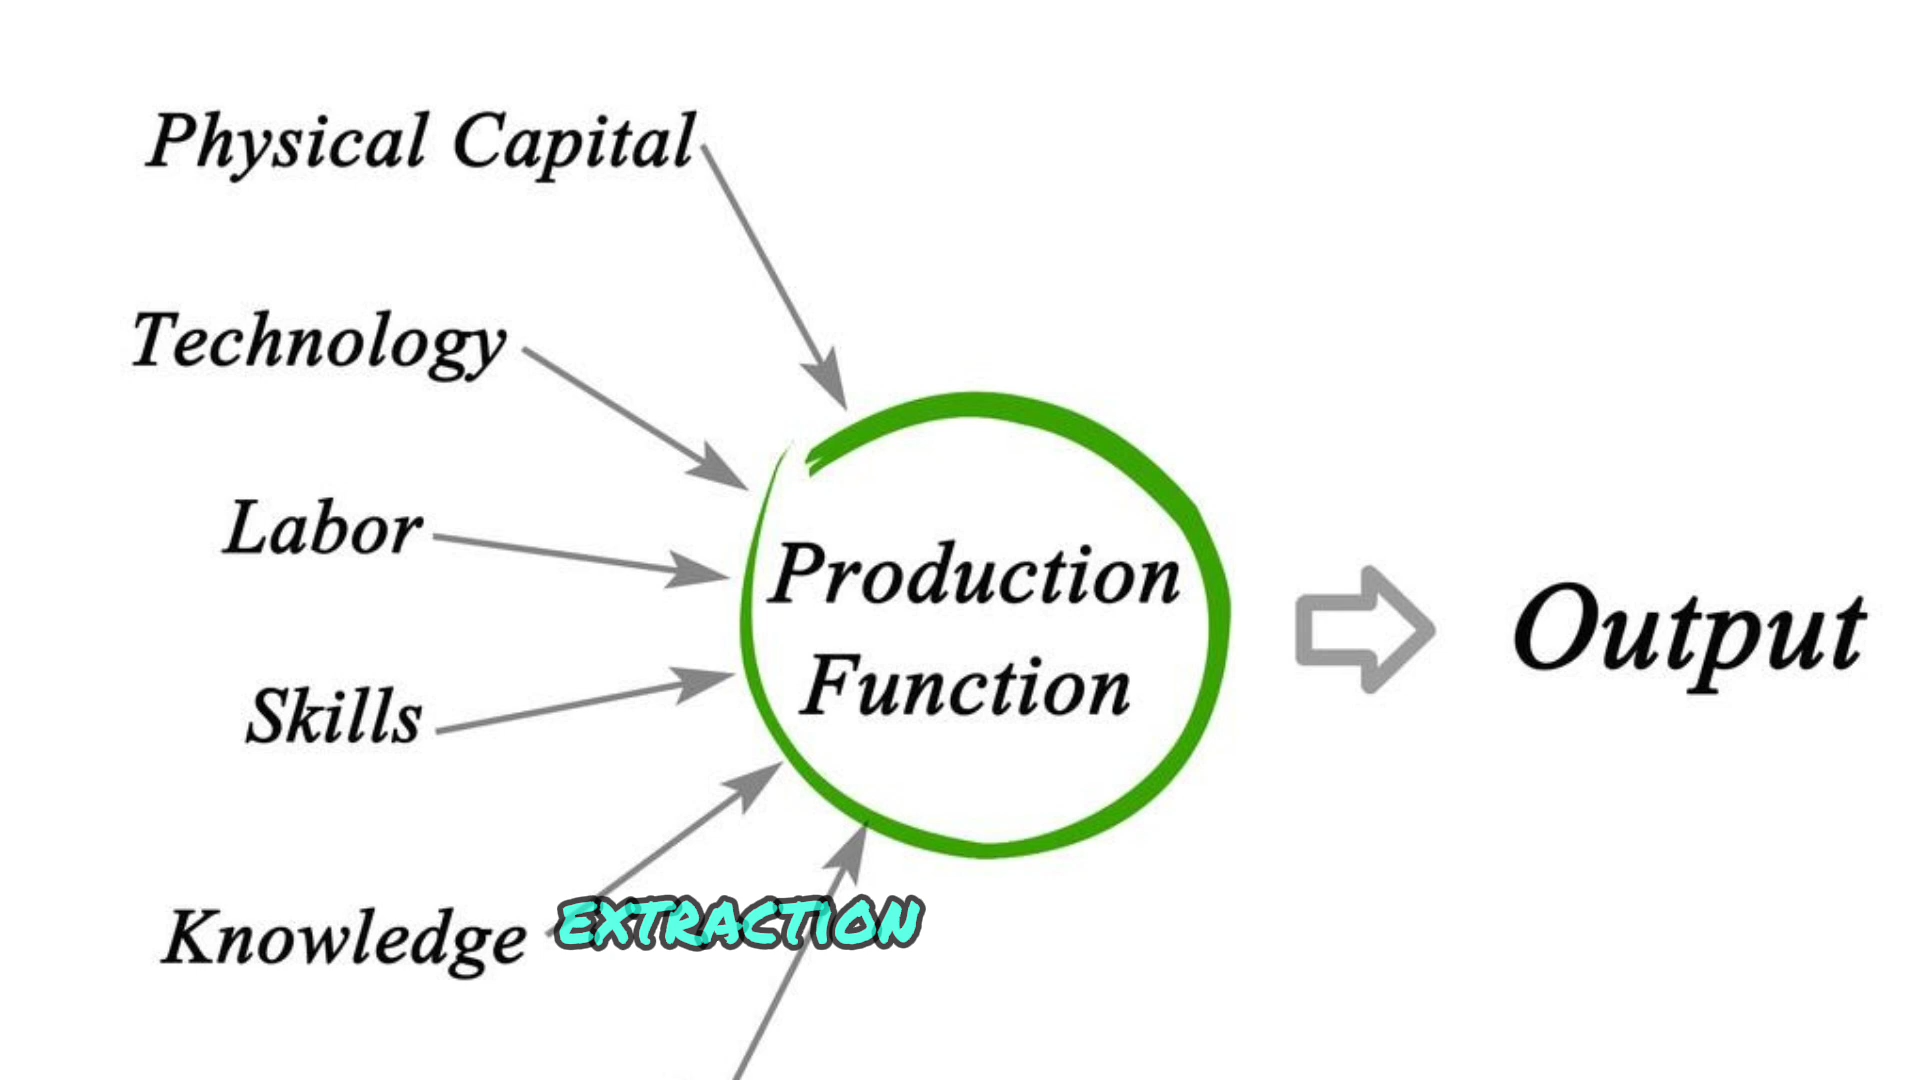 Physical Capital
Technology
Labor
Skills
Knowledge
EXTRACTION
Production
Function
Output